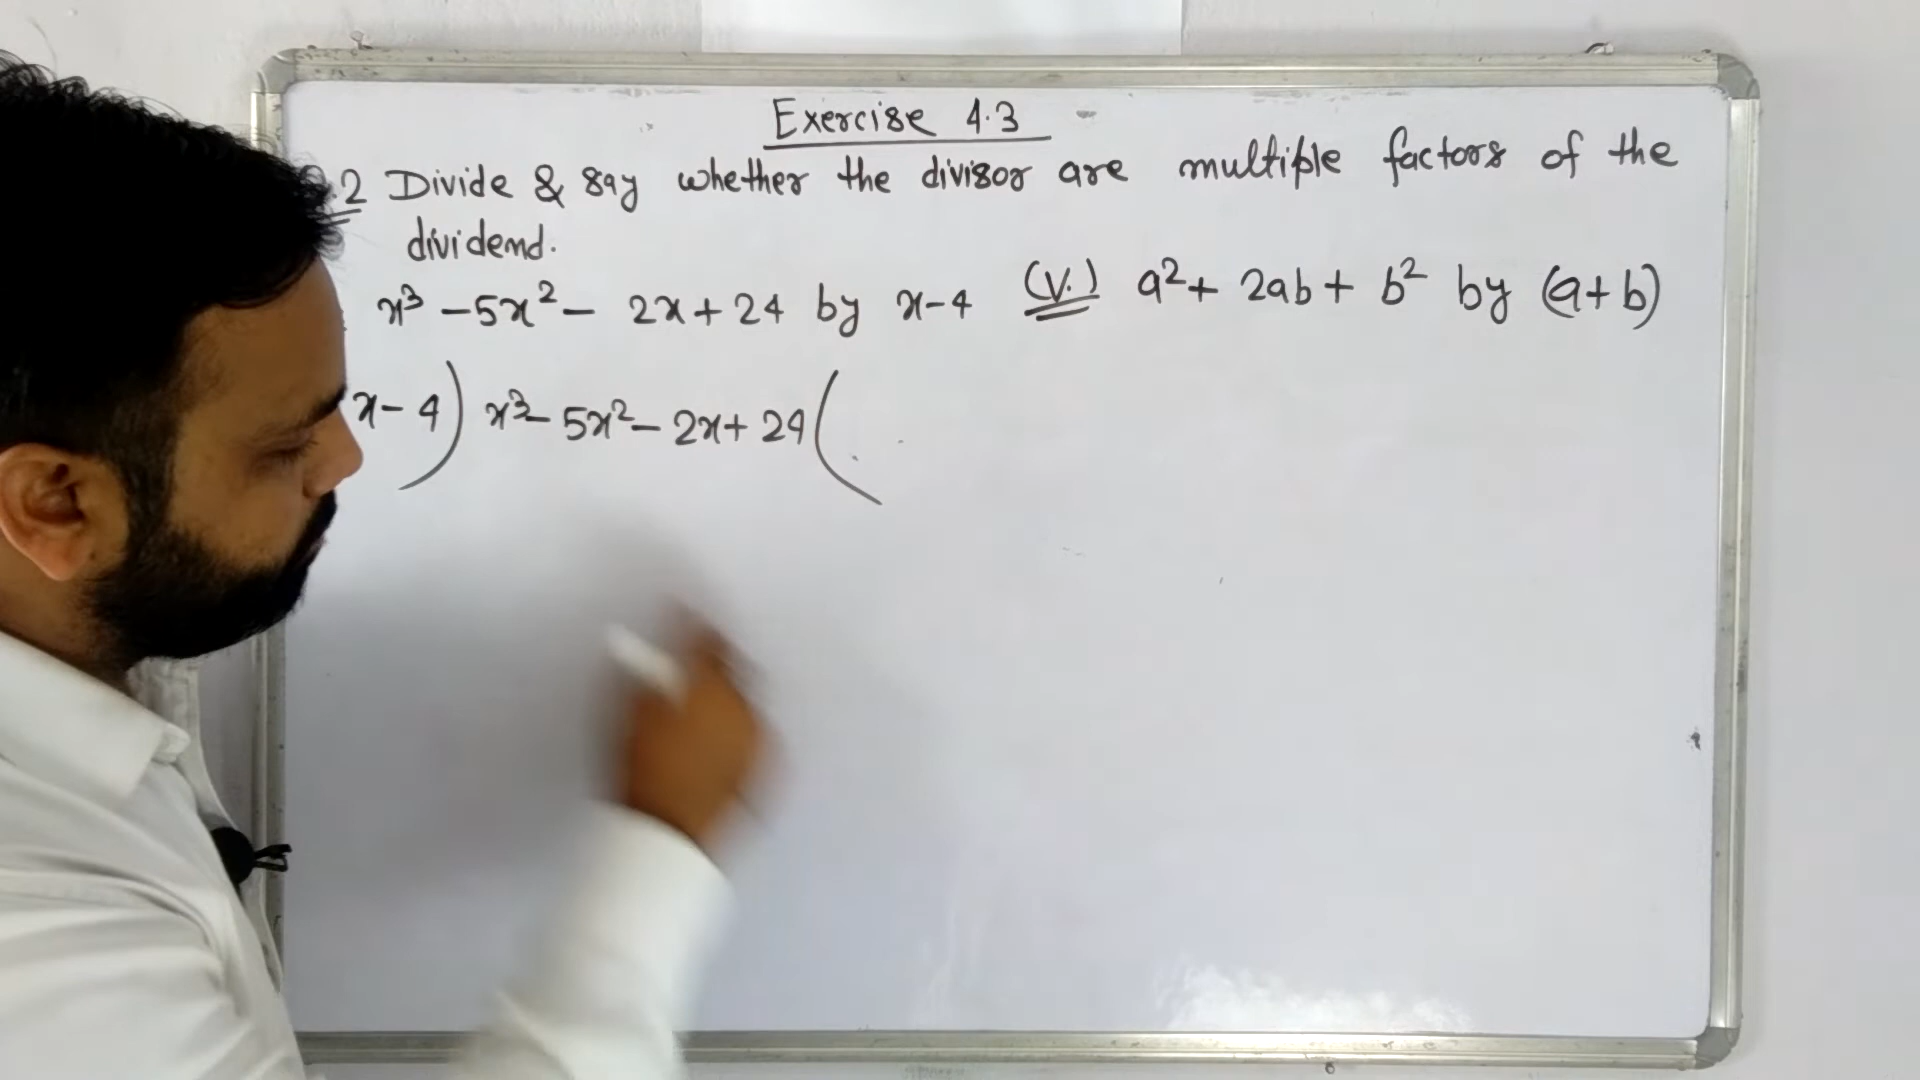 Exercise 4.3
.2 Divide & say whether the divisor are multiple factors of the
dividend.
x³ - 5x² - 2x + 24 by x - 4
(V.) a² + 2ab + b² by (a + b)
x - 4) x³ - 5x² - 2x + 24 (